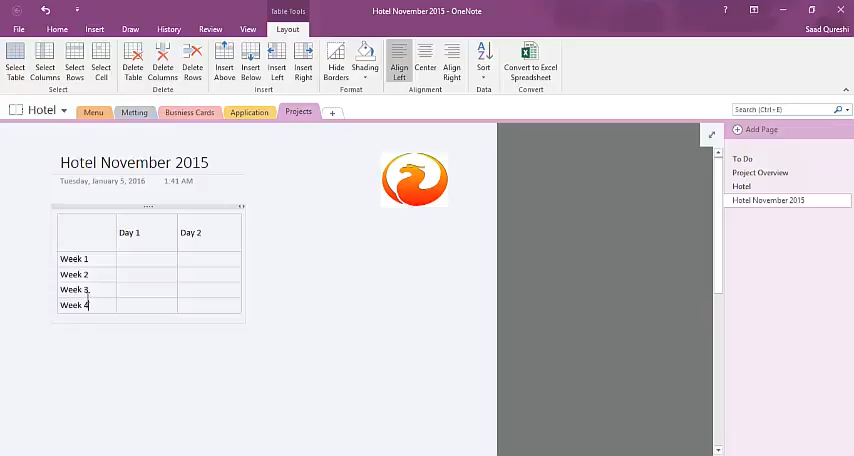 Table Tools
Hotel November 2015 - OneNote
File Home Insert Draw History Review View Layout
Saad Qureshi
Select Table
Select Columns
Select Rows
Select Cell
Delete Table
Delete Columns
Delete Rows
Insert Above
Insert Below
Insert Left
Insert Right
Hide Borders
Shading
Align Left
Center
Align Right
Sort
Convert to Excel Spreadsheet
Select Delete Insert Format Alignment Data Convert
Hotel Menu Metting Busniess Cards Application Projects
Search (Ctrl+E)
Add Page
To Do
Project Overview
Hotel
Hotel November 2015
Hotel November 2015
Tuesday, January 5, 2016 1:41 AM
Day 1 Day 2
Week 1
Week 2
Week 3
Week 4